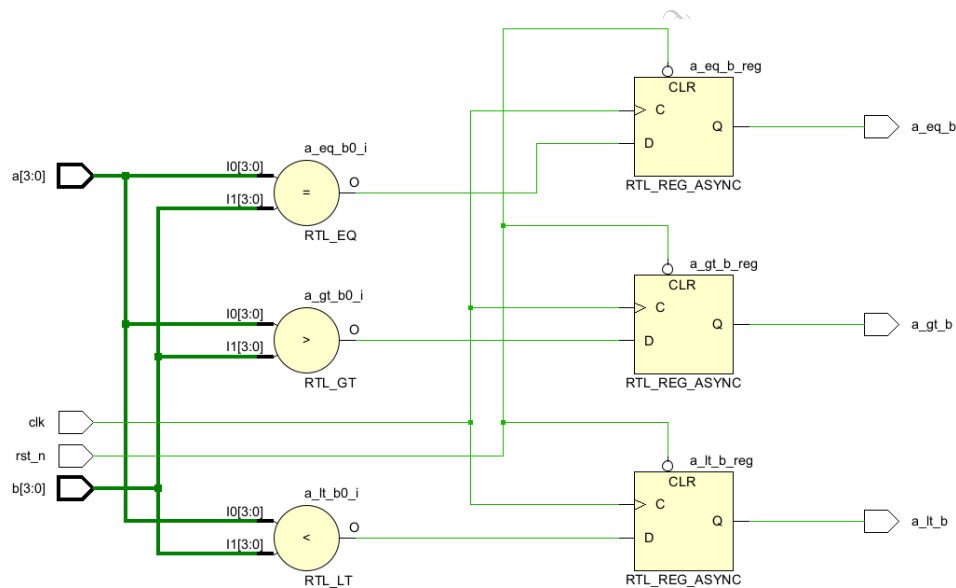 a_eq_b_reg
CLR
C
Q
D
RTL_REG_ASYNC
a_eq_b
a_eq_b0_i
a[3:0]
I0[3:0]
I1[3:0]
=
O
RTL_EQ
a_gt_b_reg
CLR
C
Q
D
RTL_REG_ASYNC
a_gt_b
a_gt_b0_i
I0[3:0]
I1[3:0]
>
O
RTL_GT
clk
rst_n
b[3:0]
a_lt_b_reg
CLR
C
Q
D
RTL_REG_ASYNC
a_lt_b
a_lt_b0_i
I0[3:0]
I1[3:0]
<
O
RTL_LT